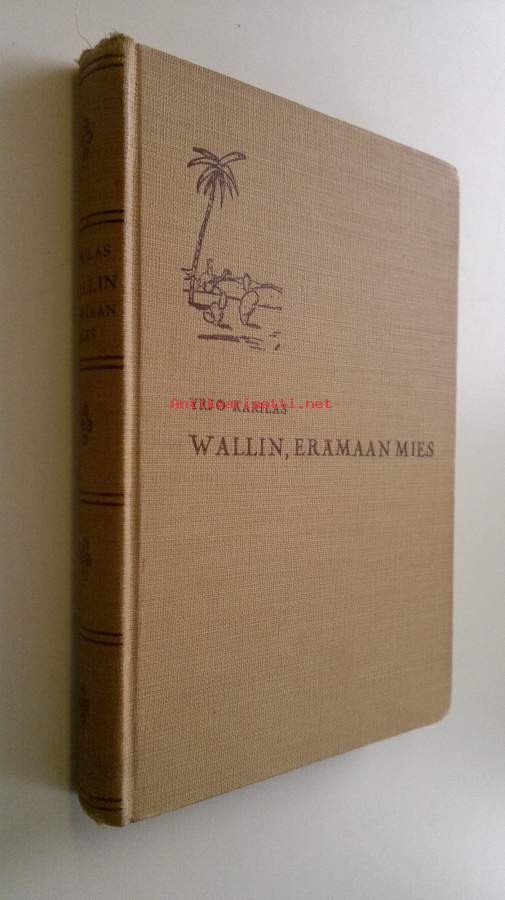 YRJÖ KARILAS
WALLIN, ERÄMAAN MIES
Antikvariaatti.net